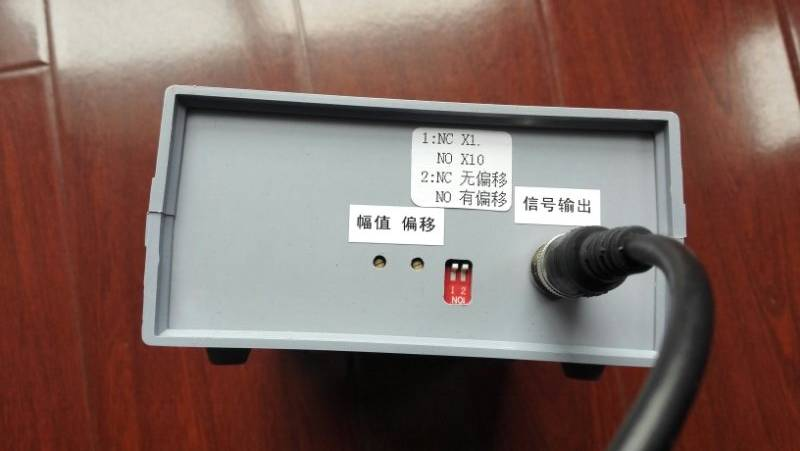 1:NC X1.
NO X10
2:NC 无偏移
NO 有偏移
信号输出
幅值 偏移
1 2
NO↓